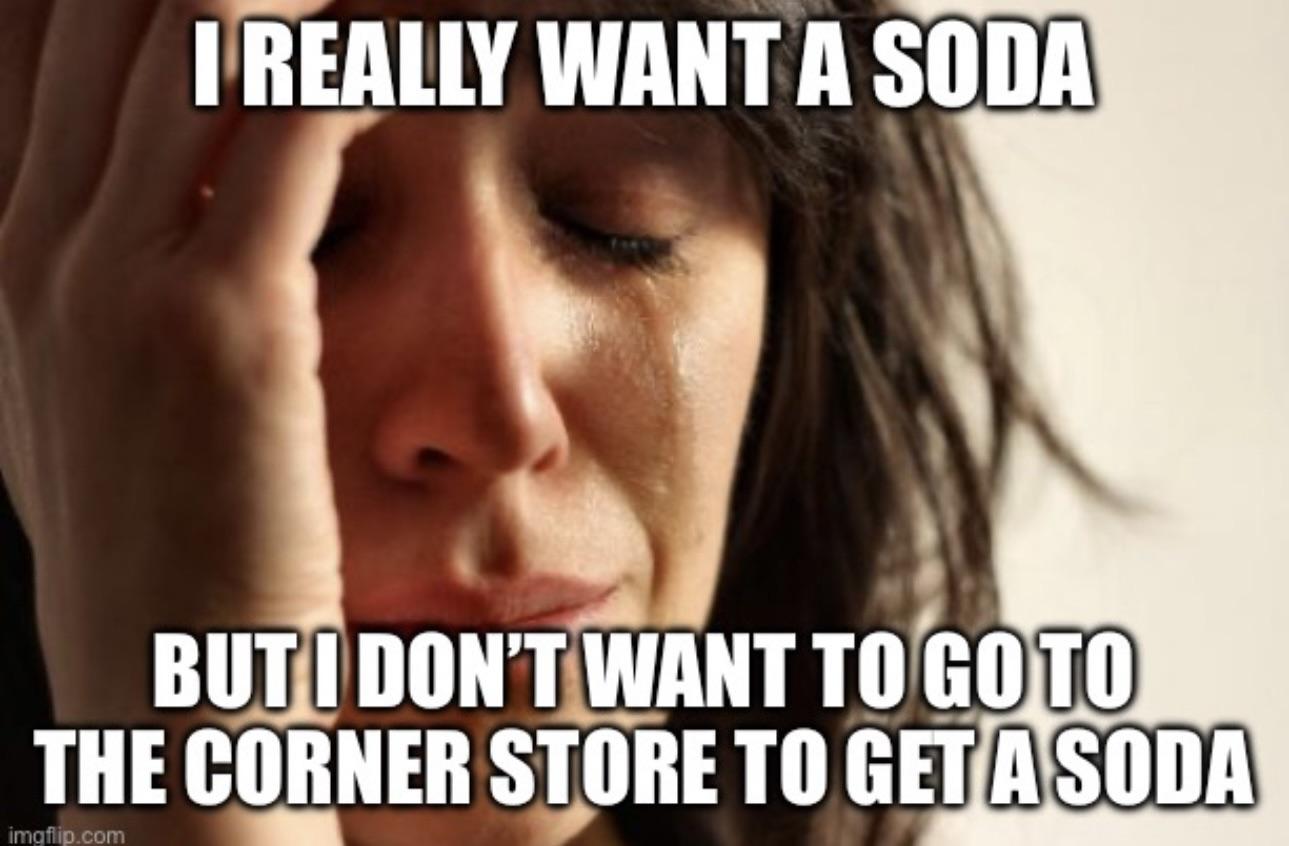 I REALLY WANT A SODA
BUT I DON’T WANT TO GO TO
THE CORNER STORE TO GET A SODA
imgflip.com